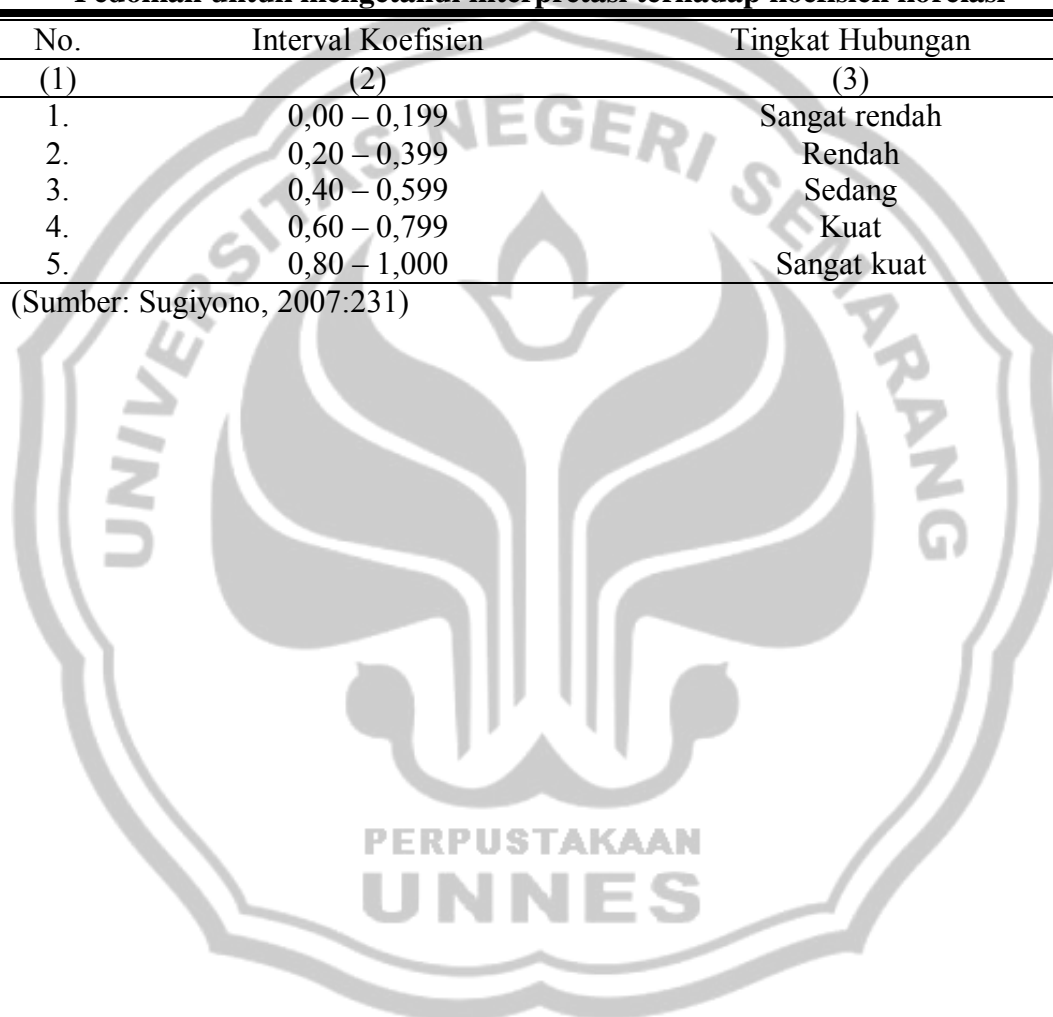 Pedoman untuk mengetahui interpretasi terhadap koefisien korelasi
No. Interval Koefisien Tingkat Hubungan
(1) (2) (3)
1. 0,00 – 0,199 Sangat rendah
2. 0,20 – 0,399 Rendah
3. 0,40 – 0,599 Sedang
4. 0,60 – 0,799 Kuat
5. 0,80 – 1,000 Sangat kuat
(Sumber: Sugiyono, 2007:231)
UNIVERSITAS NEGERI SEMARANG
PERPUSTAKAAN
UNNES